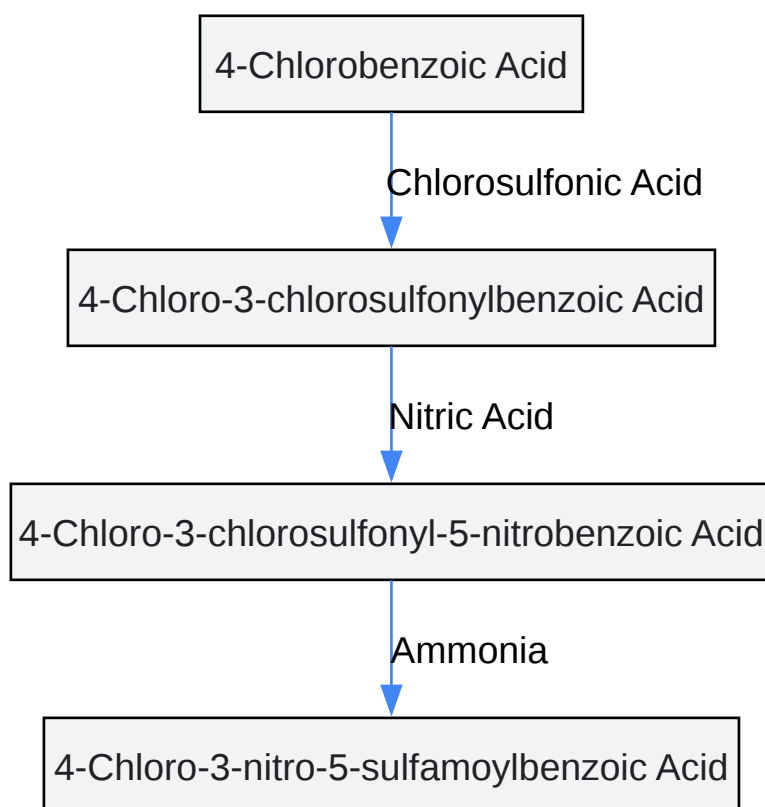 4-Chlorobenzoic Acid
Chlorosulfonic Acid
4-Chloro-3-chlorosulfonylbenzoic Acid
Nitric Acid
4-Chloro-3-chlorosulfonyl-5-nitrobenzoic Acid
Ammonia
4-Chloro-3-nitro-5-sulfamoylbenzoic Acid